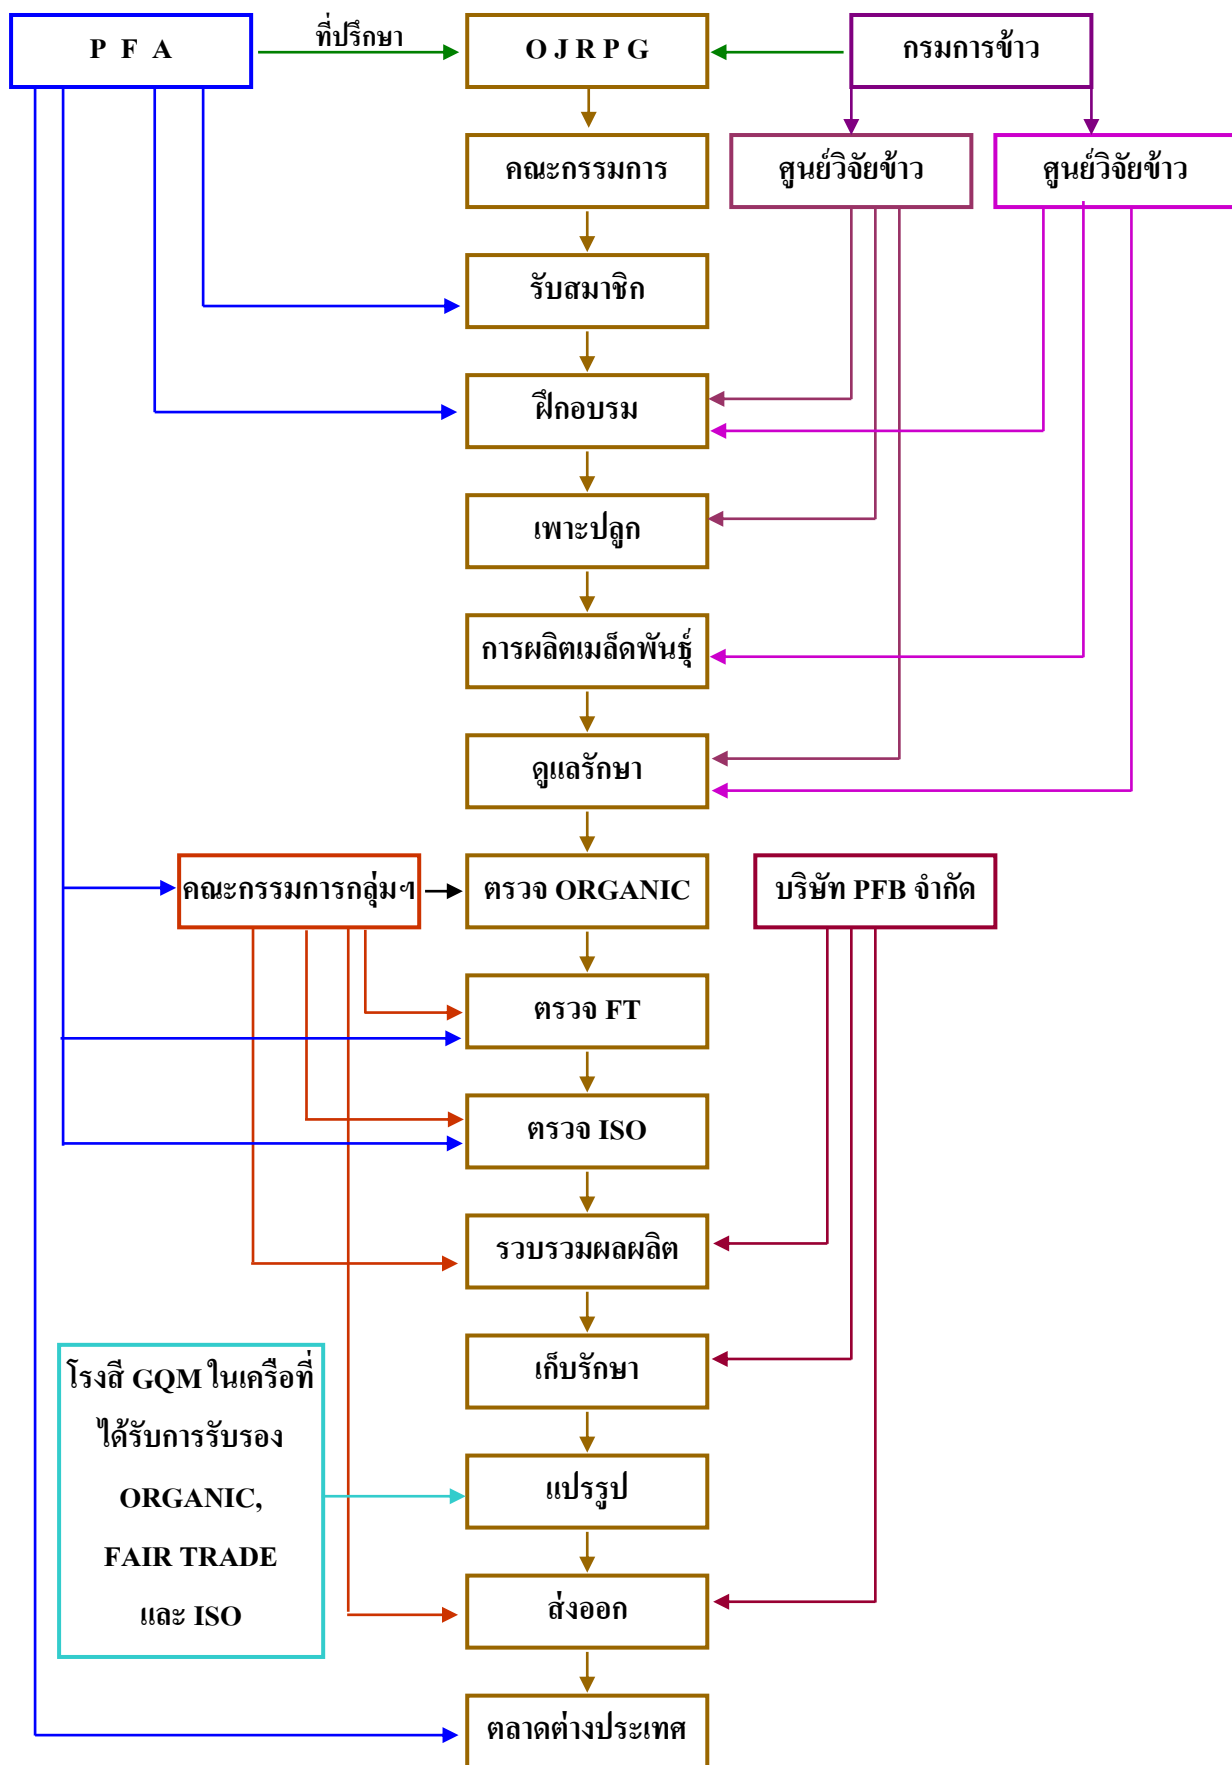 P F A
ที่ปรึกษา
O J R P G
กรมการข้าว
คณะกรรมการ
ศูนย์วิจัยข้าว
ศูนย์วิจัยข้าว
รับสมาชิก
ฝึกอบรม
เพาะปลูก
การผลิตเมล็ดพันธุ์
ดูแลรักษา
คณะกรรมการกลุ่มฯ
ตรวจ ORGANIC
บริษัท PFB จำกัด
ตรวจ FT
ตรวจ ISO
รวบรวมผลผลิต
เก็บรักษา
โรงสี GQM ในเครือที่
ได้รับการรับรอง
ORGANIC,
FAIR TRADE
และ ISO
แปรรูป
ส่งออก
ตลาดต่างประเทศ